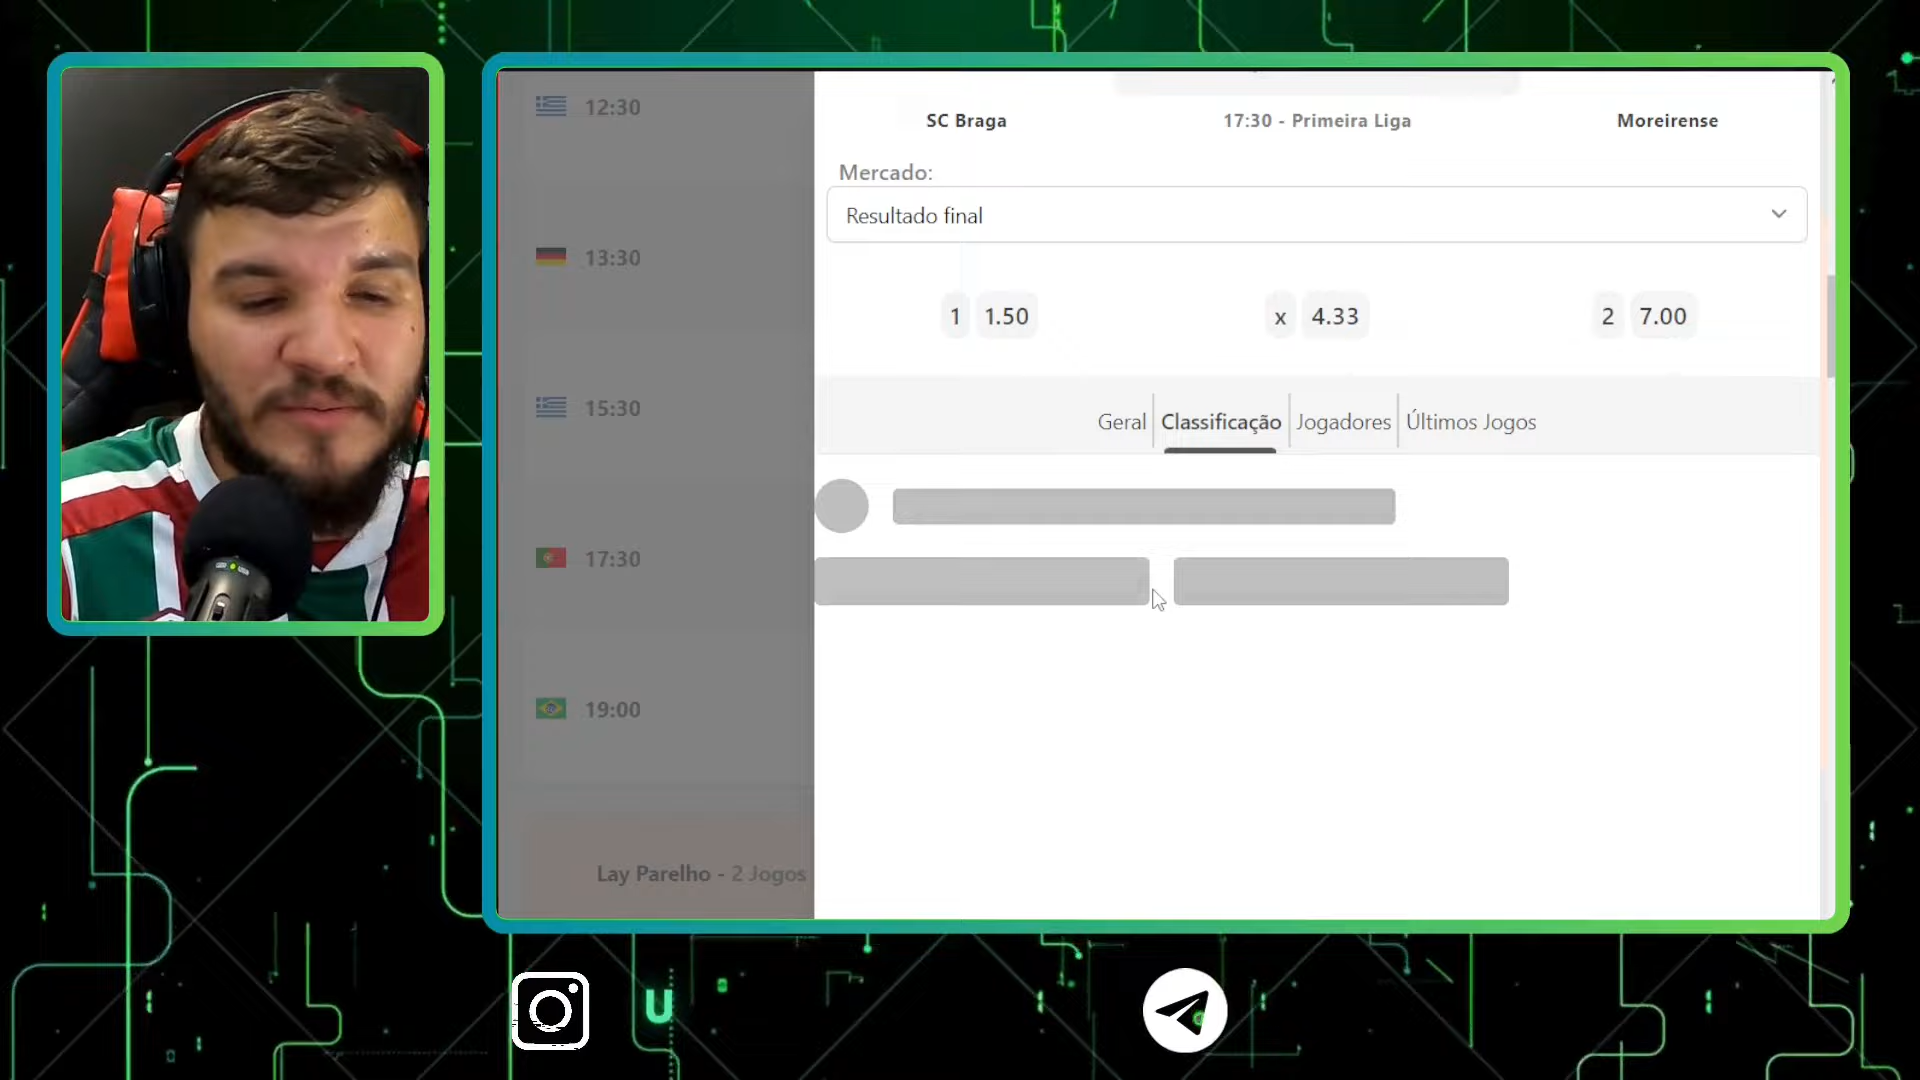 12:30
13:30
15:30
17:30
19:00
Lay Parelho - 2 Jogos
SC Braga
17:30 - Primeira Liga
Moreirense
Mercado:
Resultado final
1 1.50
x 4.33
2 7.00
Geral
Classificação
Jogadores
Últimos Jogos
U